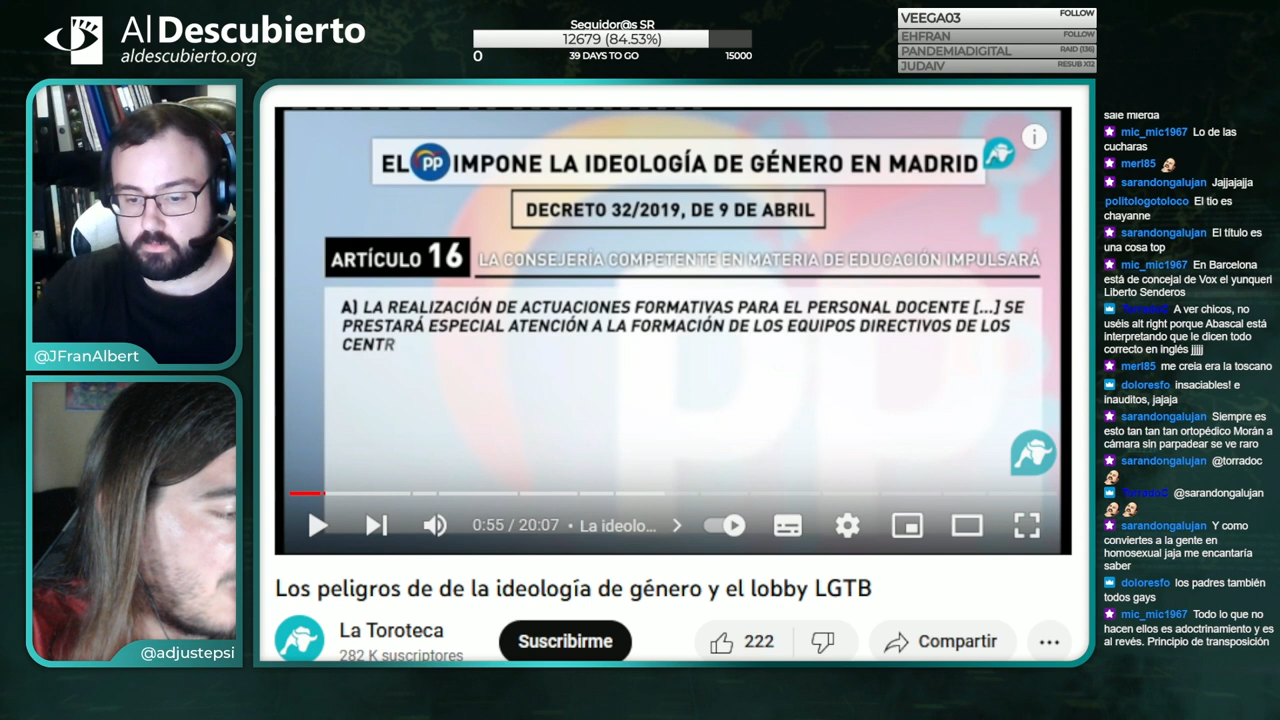 Al Descubierto
aldescubierto.org
Seguidor@s SR
12679 (84.53%)
0
39 DAYS TO GO
15000
VEEGA03 FOLLOW
EHFRAN FOLLOW
PANDEMIADIGITAL RAID (136)
JUDAIV RESUB X12
@JFranAlbert
@adjustepsi
EL PP IMPONE LA IDEOLOGÍA DE GÉNERO EN MADRID
DECRETO 32/2019, DE 9 DE ABRIL
ARTÍCULO 16 LA CONSEJERÍA COMPETENTE EN MATERIA DE EDUCACIÓN IMPULSARÁ
A) LA REALIZACIÓN DE ACTUACIONES FORMATIVAS PARA EL PERSONAL DOCENTE [...] SE
PRESTARÁ ESPECIAL ATENCIÓN A LA FORMACIÓN DE LOS EQUIPOS DIRECTIVOS DE LOS
CENTR
0:55 / 20:07 • La ideolo...
Los peligros de de la ideología de género y el lobby LGTB
La Toroteca
282 K suscriptores
Suscribirme
222
Compartir
sale mierda
mic_mic1967 Lo de las
cucharas
merl85
sarandongalujan Jajjajajja
politologotoloco El tío es
chayanne
sarandongalujan El título es
una cosa top
mic_mic1967 En Barcelona
está de concejal de Vox el yunqueri
LIberto Senderos
TorradoC A ver chicos, no
uséis alt right porque Abascal está
interpretando que le dicen todo
correcto en inglés jjjjj
merl85 me creia era la toscano
doloresfo insaciables! e
inauditos, jajaja
sarandongalujan Siempre es
esto tan tan tan ortopédico Morán a
cámara sin parpadear se ve raro
sarandongalujan @torradoc
TorradoC @sarandongalujan
sarandongalujan Y como
conviertes a la gente en
homosexual jaja me encantaría
saber
doloresfo los padres también
todos gays
mic_mic1967 Todo lo que no
hacen ellos es adoctrinamiento y es
al revés. Principio de transposición